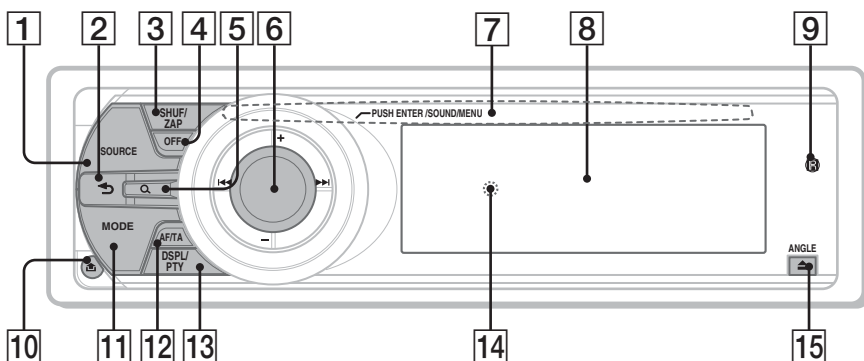 1 2 3 4 5 6 7 8 9
SHUF/
ZAP
PUSH ENTER /SOUND/MENU
OFF
SOURCE
+
R
MODE
AF/TA
−
DSPL/
PTY
ANGLE
10 11 12 13 14 15